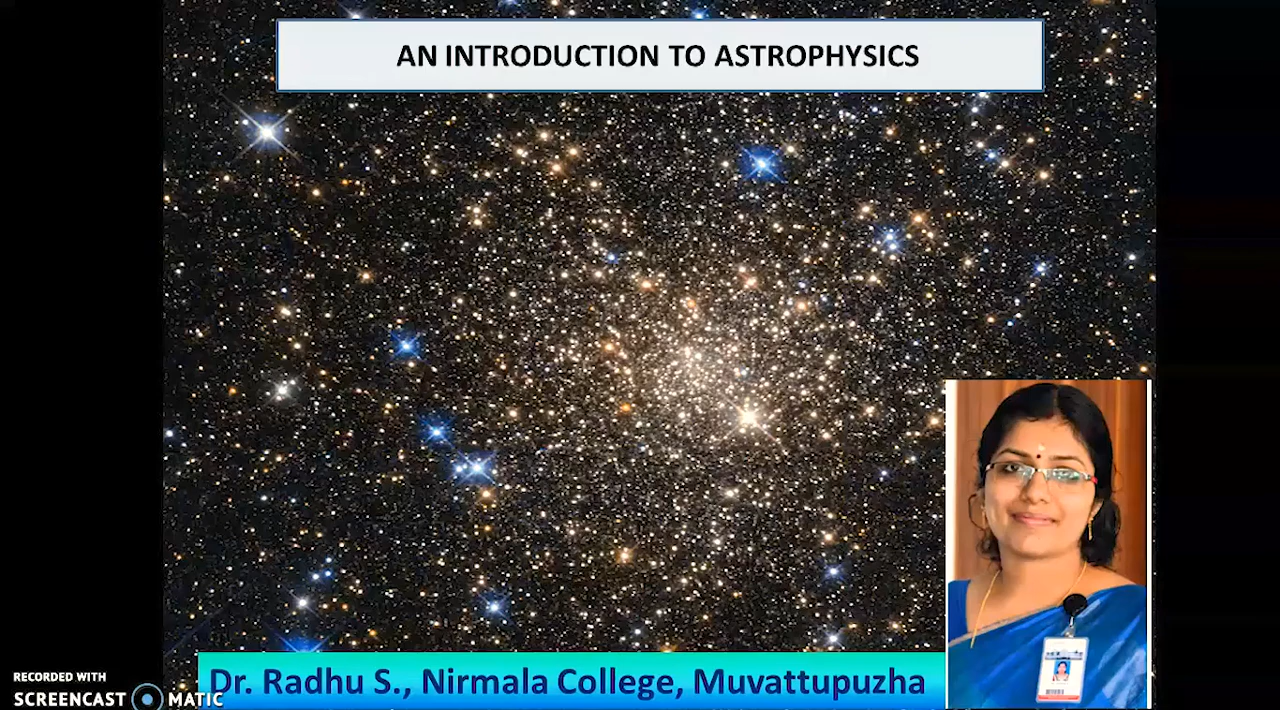 AN INTRODUCTION TO ASTROPHYSICS
Dr. Radhu S., Nirmala College, Muvattupuzha
RECORDED WITH
SCREENCAST MATIC